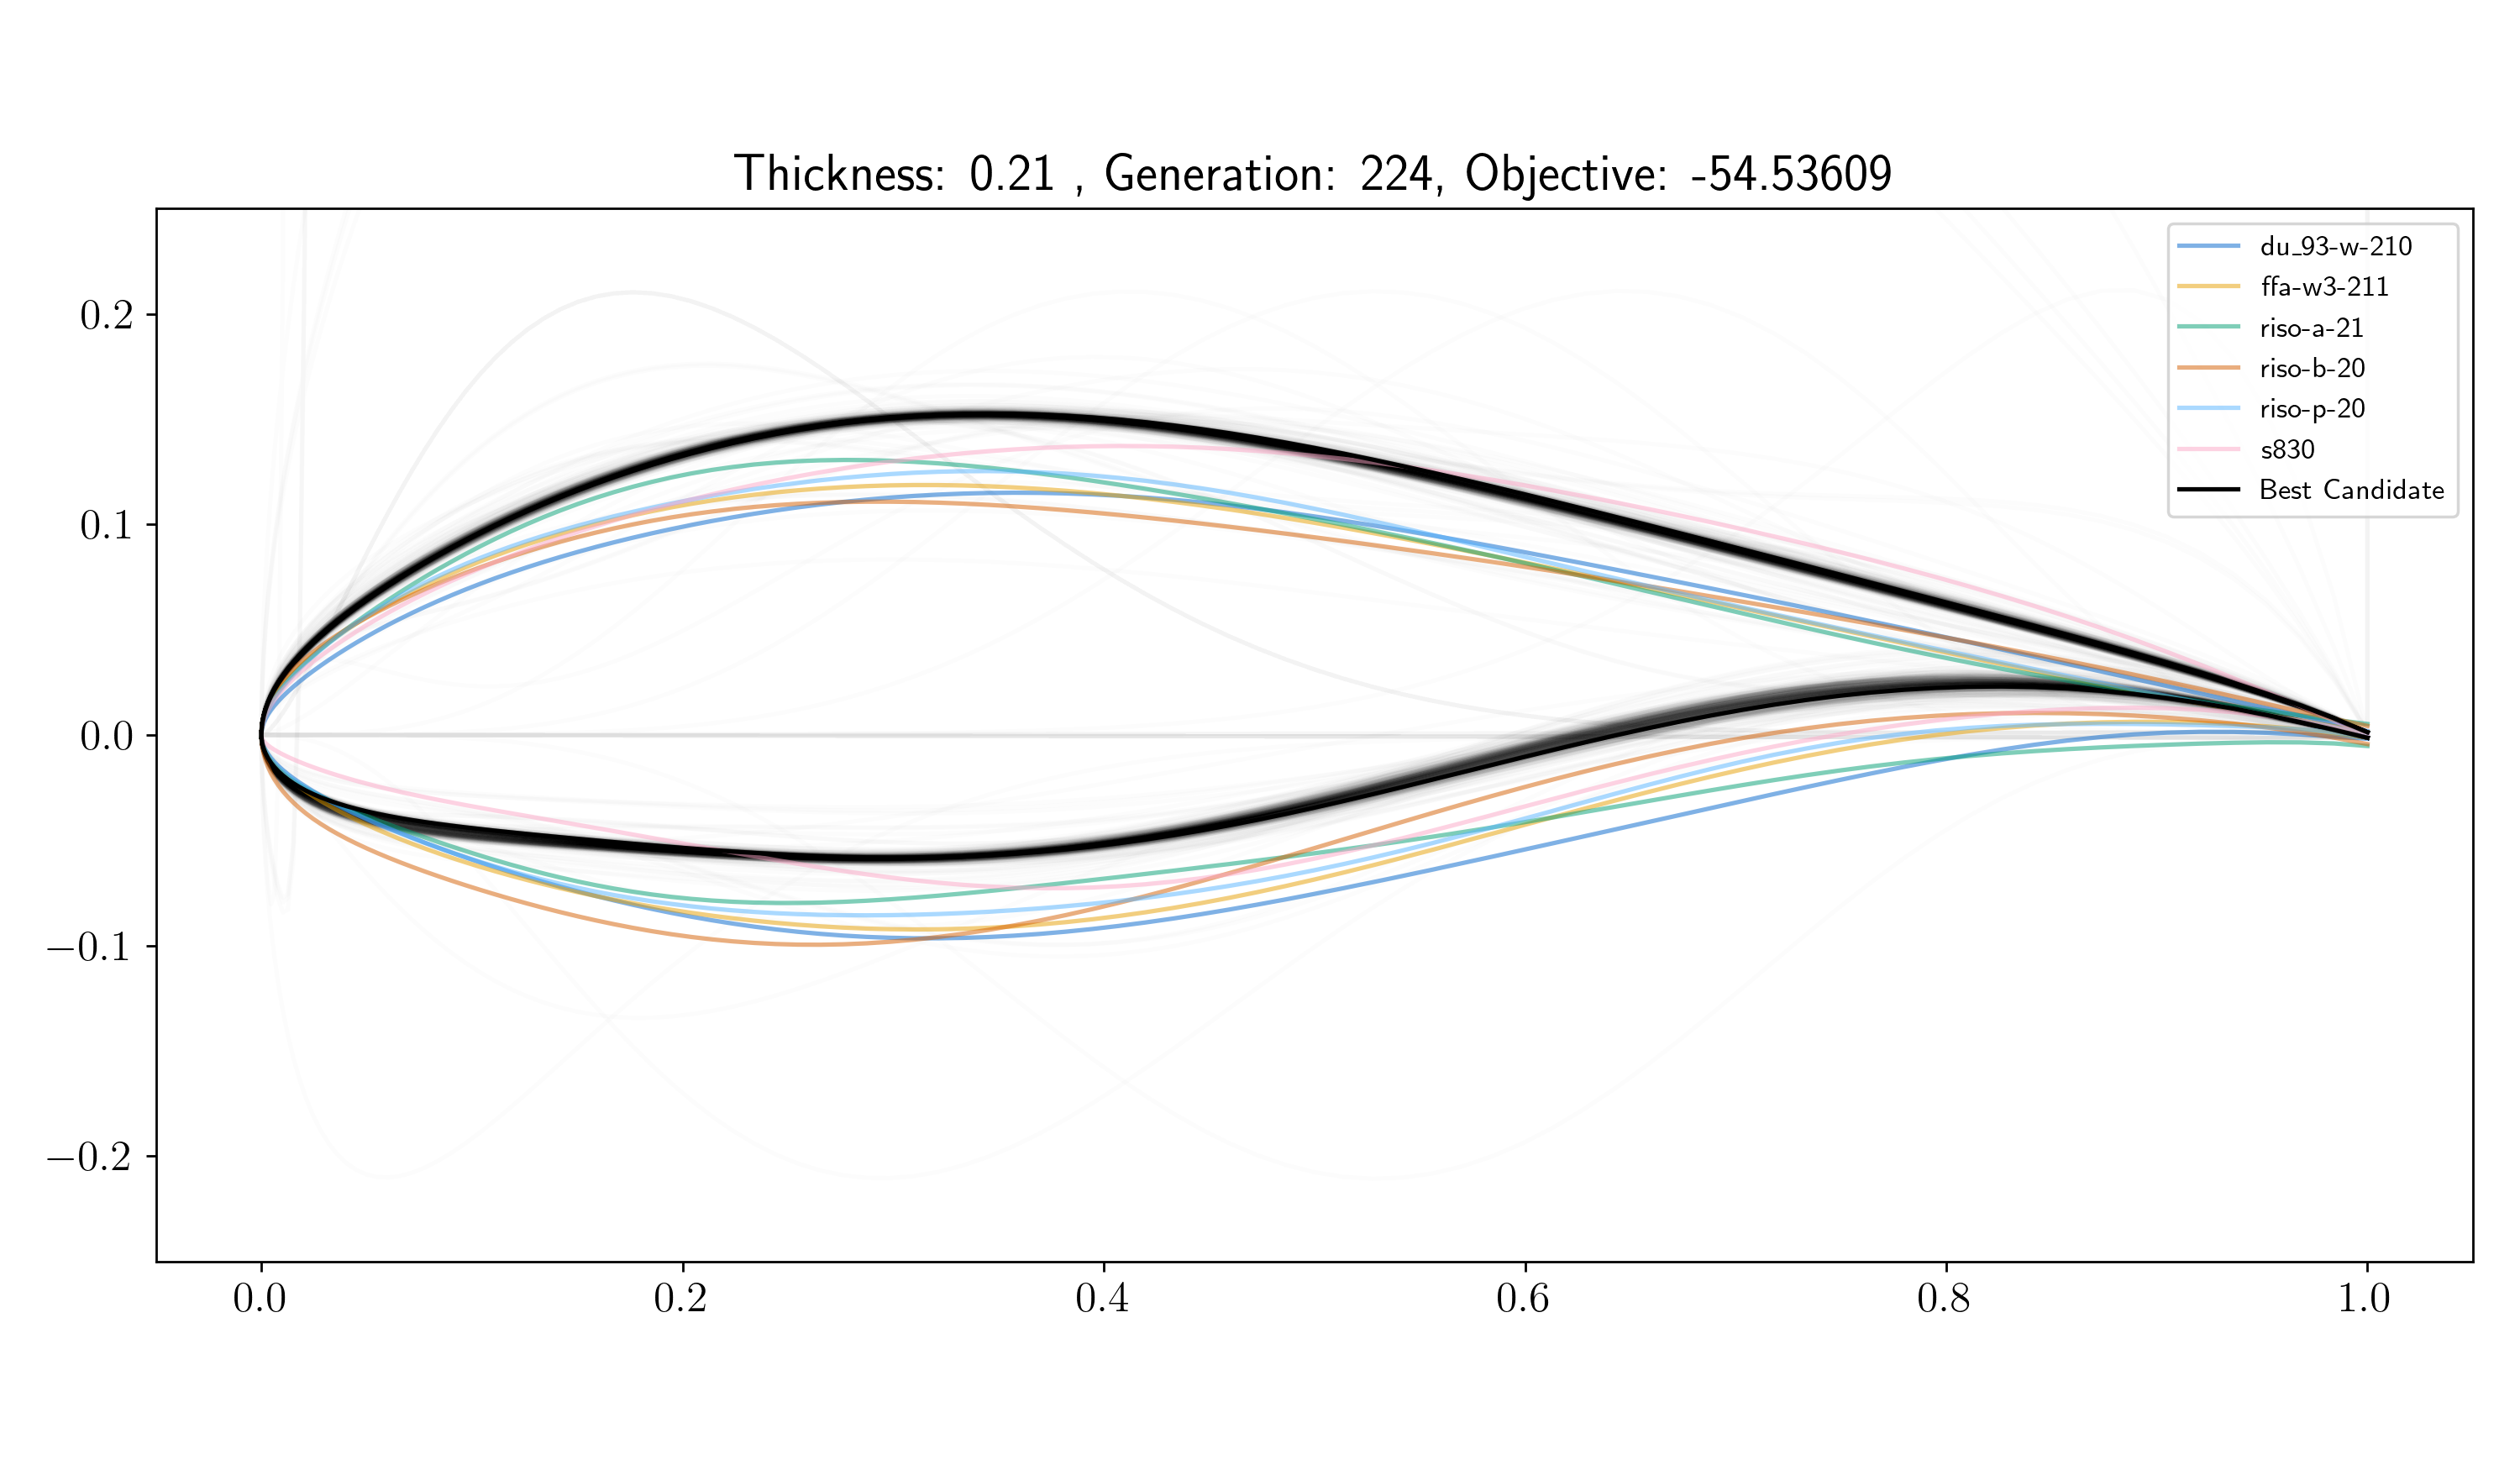 Thickness: 0.21 , Generation: 224, Objective: -54.53609
du_93-w-210
ffa-w3-211
riso-a-21
riso-b-20
riso-p-20
s830
Best Candidate
0.2
0.1
0.0
−0.1
−0.2
0.0 0.2 0.4 0.6 0.8 1.0